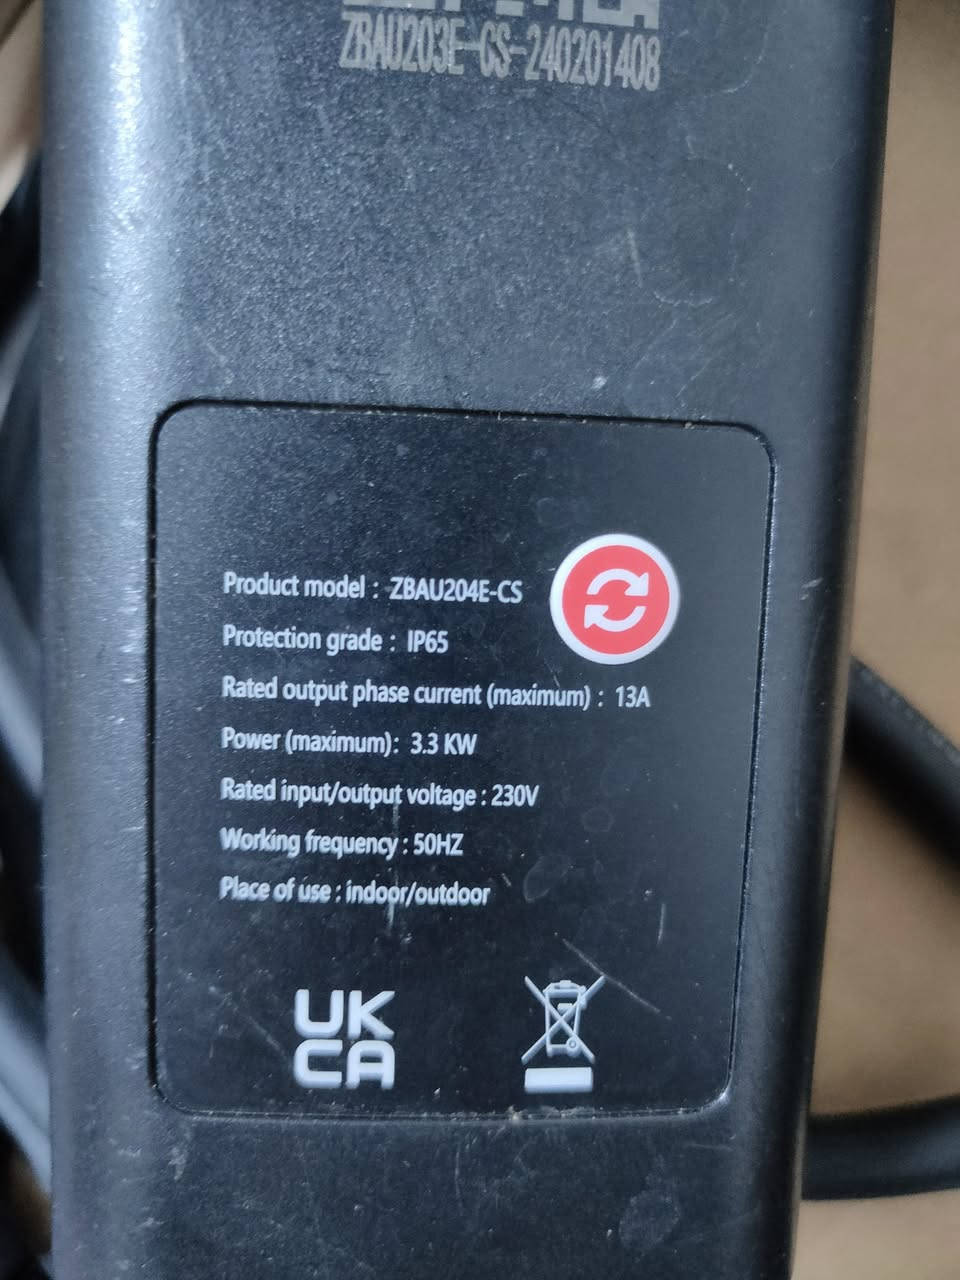 ZBAU203E-CS-240201408
Product model : ZBAU204E-CS
Protection grade : IP65
Rated output phase current (maximum) : 13A
Power (maximum): 3.3 KW
Rated input/output voltage : 230V
Working frequency : 50HZ
Place of use : indoor/outdoor
UK
CA